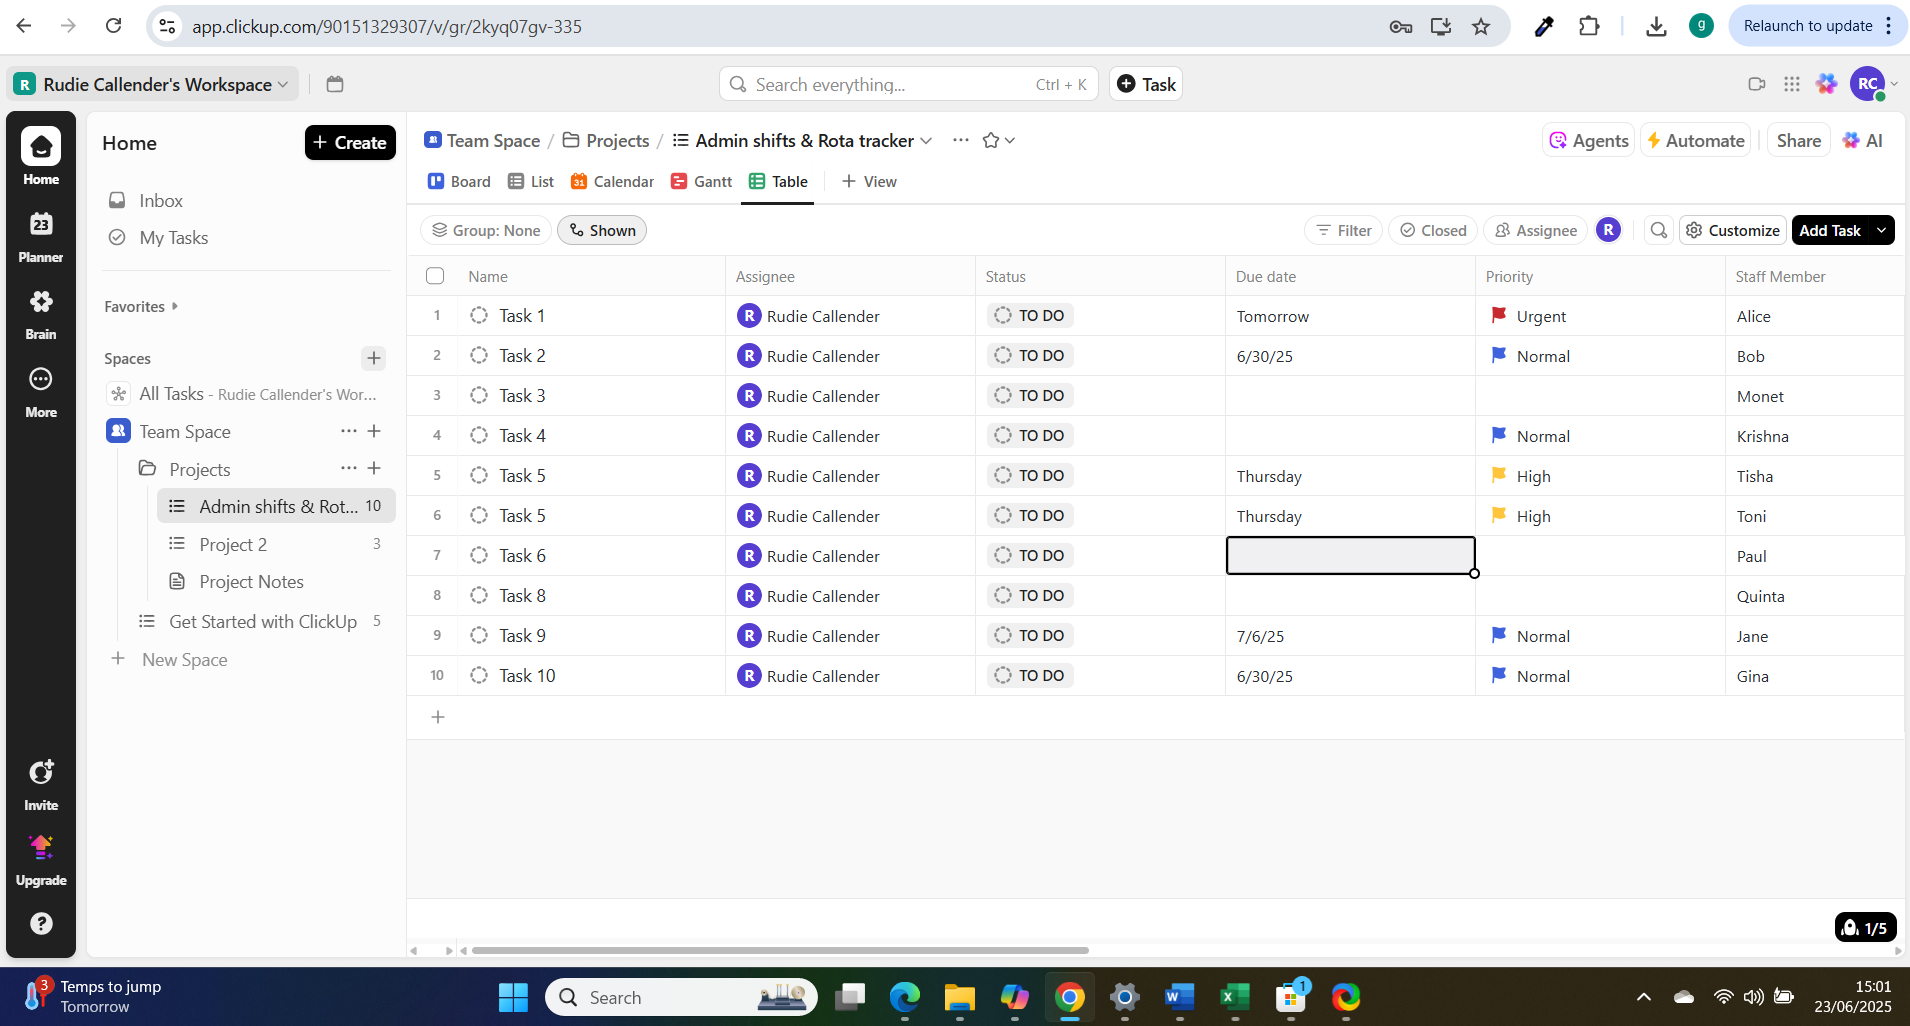 app.clickup.com/90151329307/v/gr/2kyq07gv-335
g
Relaunch to update
R Rudie Callender's Workspace
Search everything... Ctrl + K
Task
RC
Home
Create
Team Space / Projects / Admin shifts & Rota tracker
Agents
Automate
Share
AI
Home
Inbox
Board
List
31 Calendar
Gantt
Table
View
23
Planner
My Tasks
Group: None
Shown
Filter
Closed
Assignee
R
Customize
Add Task
Brain
Favorites
Name Assignee Status Due date Priority Staff Member
1 Task 1 R Rudie Callender TO DO Tomorrow Urgent Alice
2 Task 2 R Rudie Callender TO DO 6/30/25 Normal Bob
3 Task 3 R Rudie Callender TO DO Monet
4 Task 4 R Rudie Callender TO DO Normal Krishna
5 Task 5 R Rudie Callender TO DO Thursday High Tisha
6 Task 5 R Rudie Callender TO DO Thursday High Toni
7 Task 6 R Rudie Callender TO DO Paul
8 Task 8 R Rudie Callender TO DO Quinta
9 Task 9 R Rudie Callender TO DO 7/6/25 Normal Jane
10 Task 10 R Rudie Callender TO DO 6/30/25 Normal Gina
Spaces
All Tasks - Rudie Callender's Wor...
More
Team Space
Projects
Admin shifts & Rot... 10
Project 2 3
Project Notes
Get Started with ClickUp 5
New Space
Invite
Upgrade
?
1/5
3
Temps to jump
Tomorrow
Search
1
15:01
23/06/2025